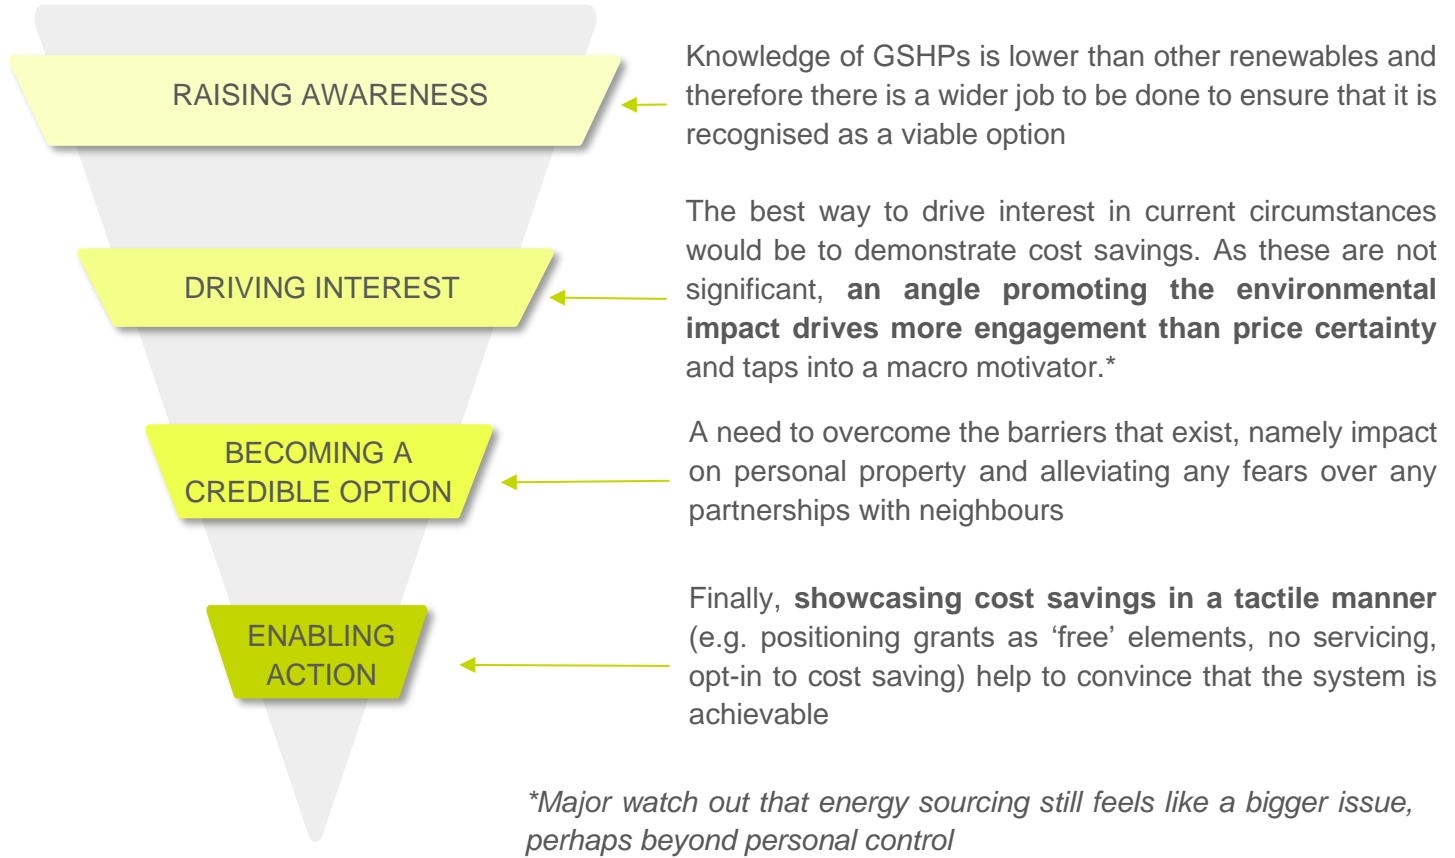 RAISING AWARENESS
Knowledge of GSHPs is lower than other renewables and
therefore there is a wider job to be done to ensure that it is
recognised as a viable option
DRIVING INTEREST
The best way to drive interest in current circumstances
would be to demonstrate cost savings. As these are not
significant, an angle promoting the environmental
impact drives more engagement than price certainty
and taps into a macro motivator.*
BECOMING A
CREDIBLE OPTION
A need to overcome the barriers that exist, namely impact
on personal property and alleviating any fears over any
partnerships with neighbours
ENABLING
ACTION
Finally, showcasing cost savings in a tactile manner
(e.g. positioning grants as ‘free’ elements, no servicing,
opt-in to cost saving) help to convince that the system is
achievable
*Major watch out that energy sourcing still feels like a bigger issue,
perhaps beyond personal control